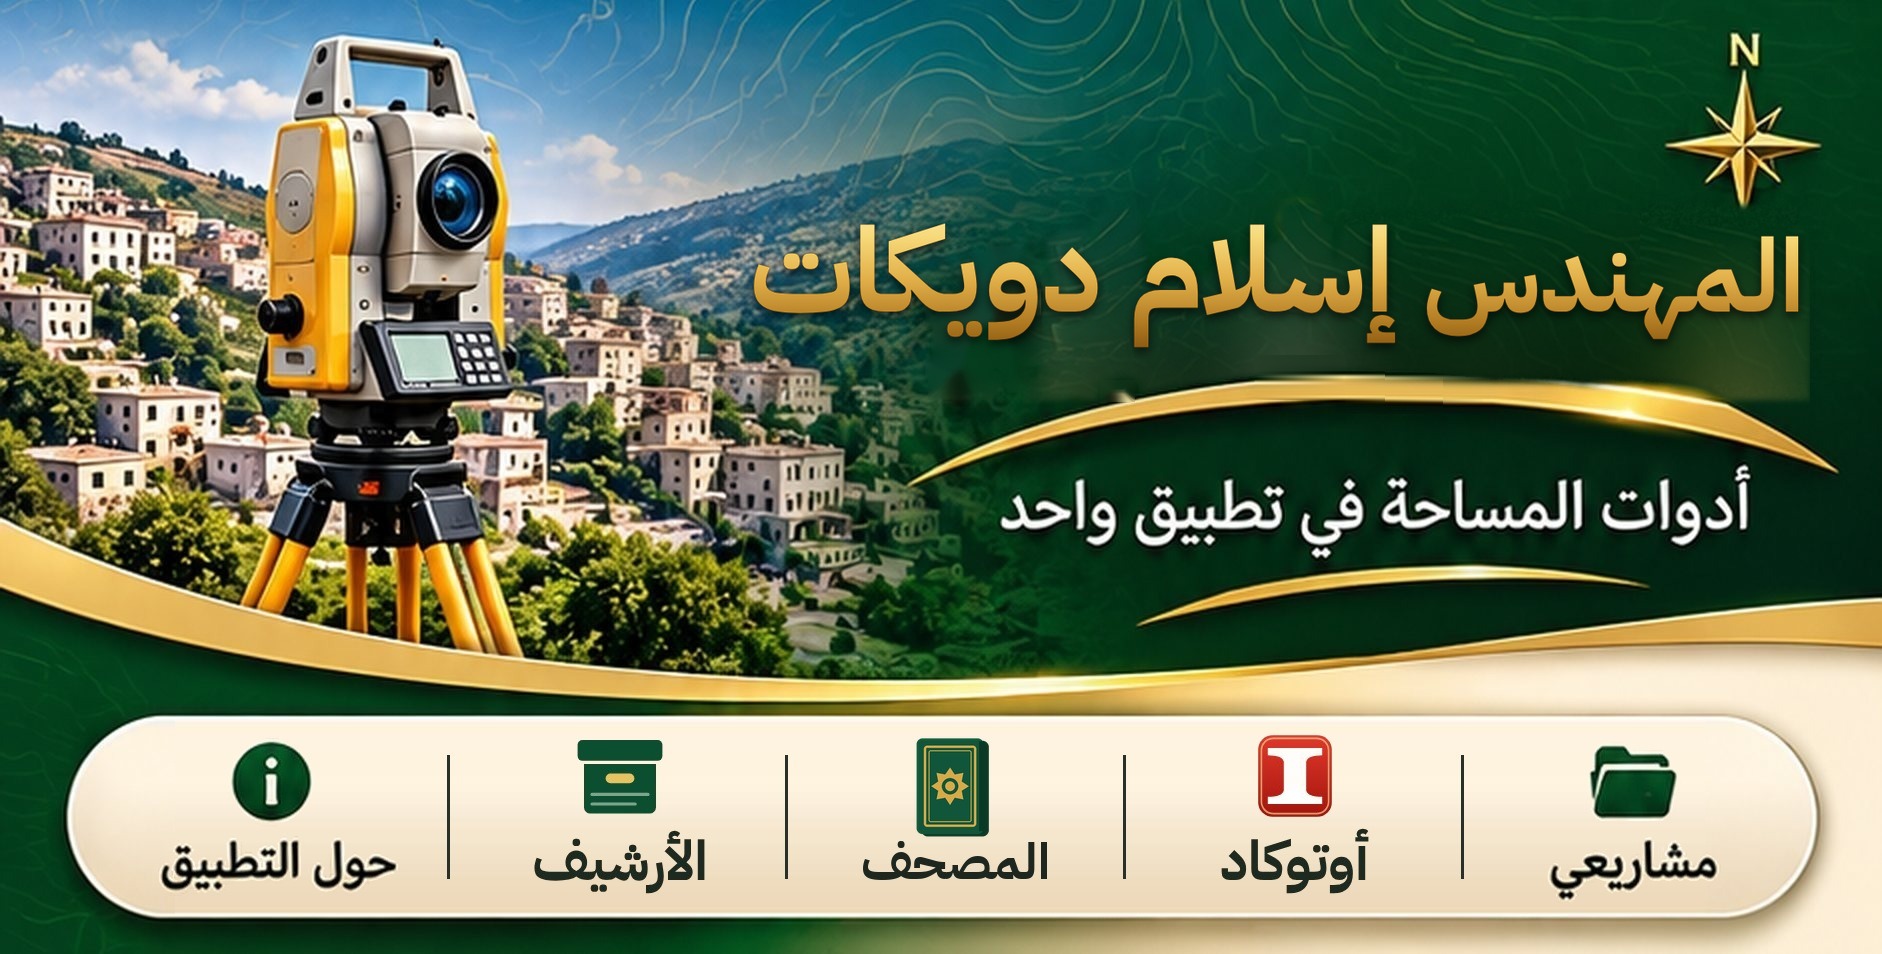 N
المهندس إسلام دويكات
أدوات المساحة في تطبيق واحد
مشاريعي
أوتوكاد
المصحف
الأرشيف
حول التطبيق